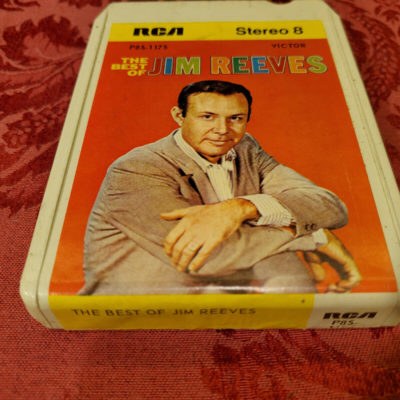 RCA Stereo 8
P8S-1175 VICTOR
THE BEST OF JIM REEVES
THE BEST OF JIM REEVES
RCA
P8S-